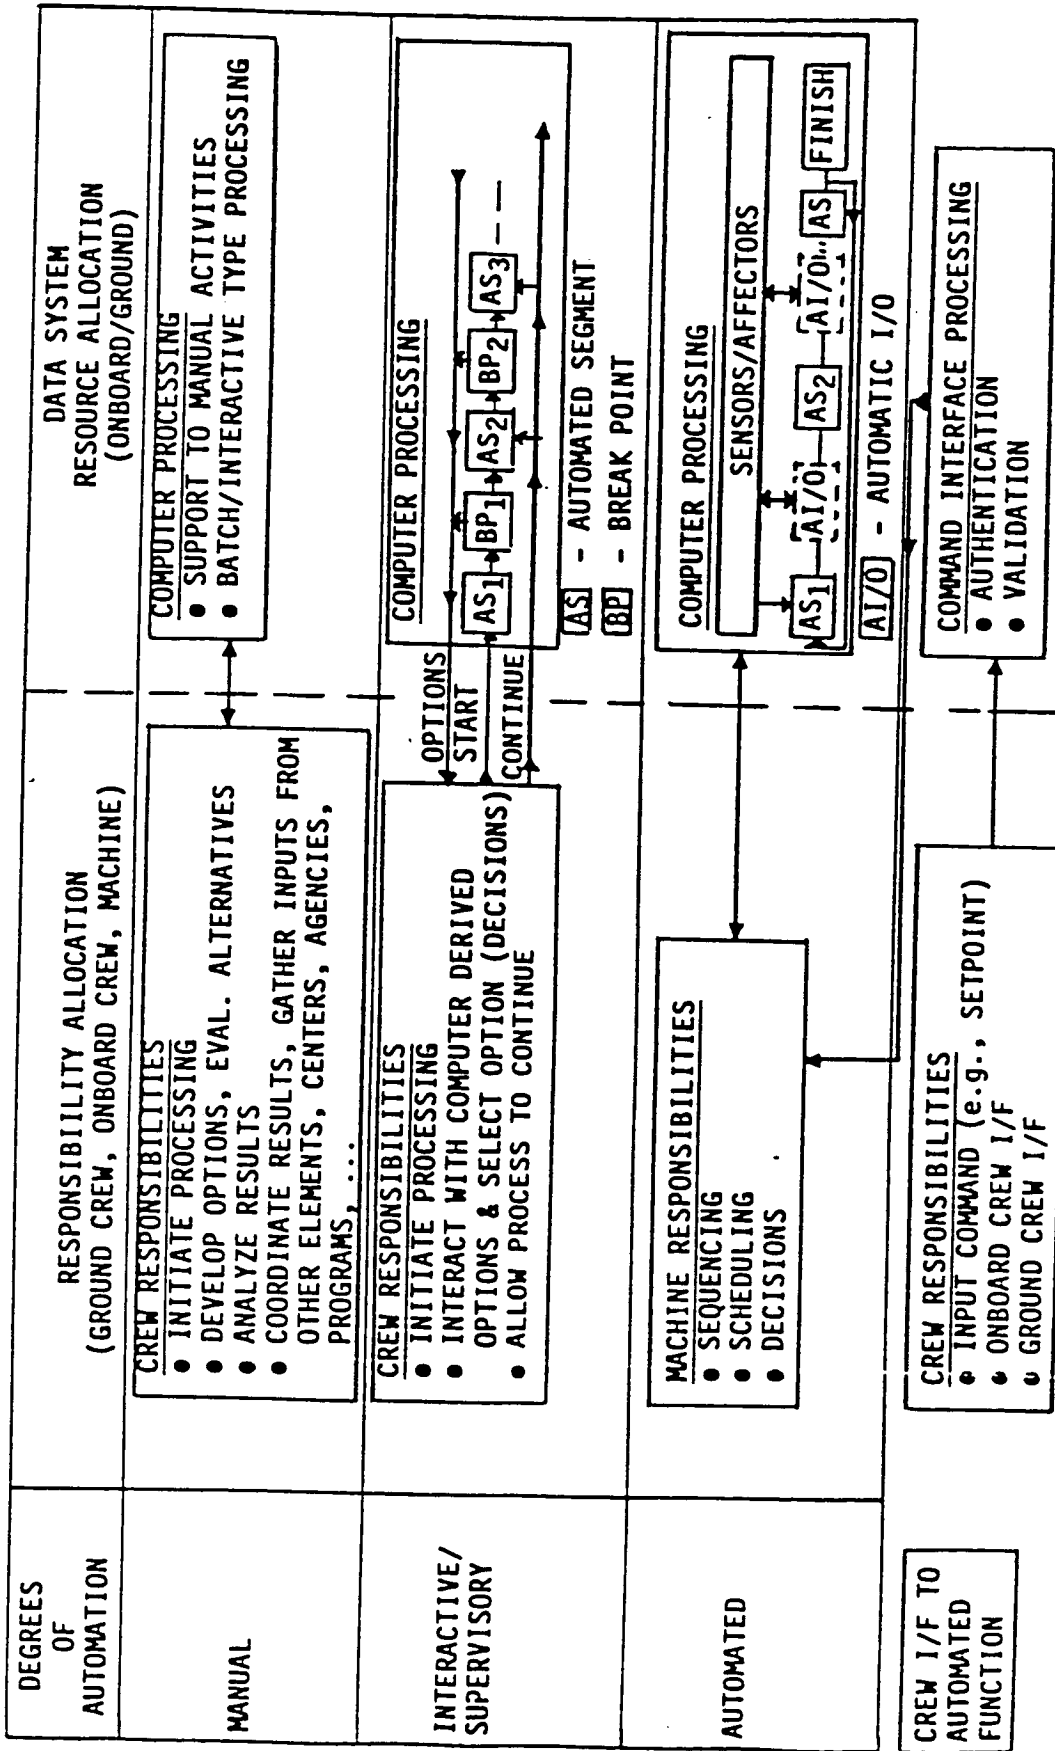 DEGREES
OF
AUTOMATION
RESPONSIBILITY ALLOCATION
(GROUND CREW, ONBOARD CREW, MACHINE)
DATA SYSTEM
RESOURCE ALLOCATION
(ONBOARD/GROUND)
MANUAL
CREW RESPONSIBILITIES
• INITIATE PROCESSING
• DEVELOP OPTIONS, EVAL. ALTERNATIVES
• ANALYZE RESULTS
• COORDINATE RESULTS, GATHER INPUTS FROM
OTHER ELEMENTS, CENTERS, AGENCIES,
PROGRAMS, ...
COMPUTER PROCESSING
• SUPPORT TO MANUAL ACTIVITIES
• BATCH/INTERACTIVE TYPE PROCESSING
INTERACTIVE/
SUPERVISORY
CREW RESPONSIBILITIES
• INITIATE PROCESSING
• INTERACT WITH COMPUTER DERIVED
OPTIONS & SELECT OPTION (DECISIONS)
• ALLOW PROCESS TO CONTINUE
OPTIONS
START
CONTINUE
COMPUTER PROCESSING
AS1 BP1 AS2 BP2 AS3
AS - AUTOMATED SEGMENT
BP - BREAK POINT
AUTOMATED
MACHINE RESPONSIBILITIES
• SEQUENCING
• SCHEDULING
• DECISIONS
COMPUTER PROCESSING
SENSORS/AFFECTORS
AS1 AI/O AS2 AI/O... AS FINISH
AI/O - AUTOMATIC I/O
CREW I/F TO
AUTOMATED
FUNCTION
CREW RESPONSIBILITIES
• INPUT COMMAND (e.g., SETPOINT)
• ONBOARD CREW I/F
• GROUND CREW I/F
COMMAND INTERFACE PROCESSING
• AUTHENTICATION
• VALIDATION